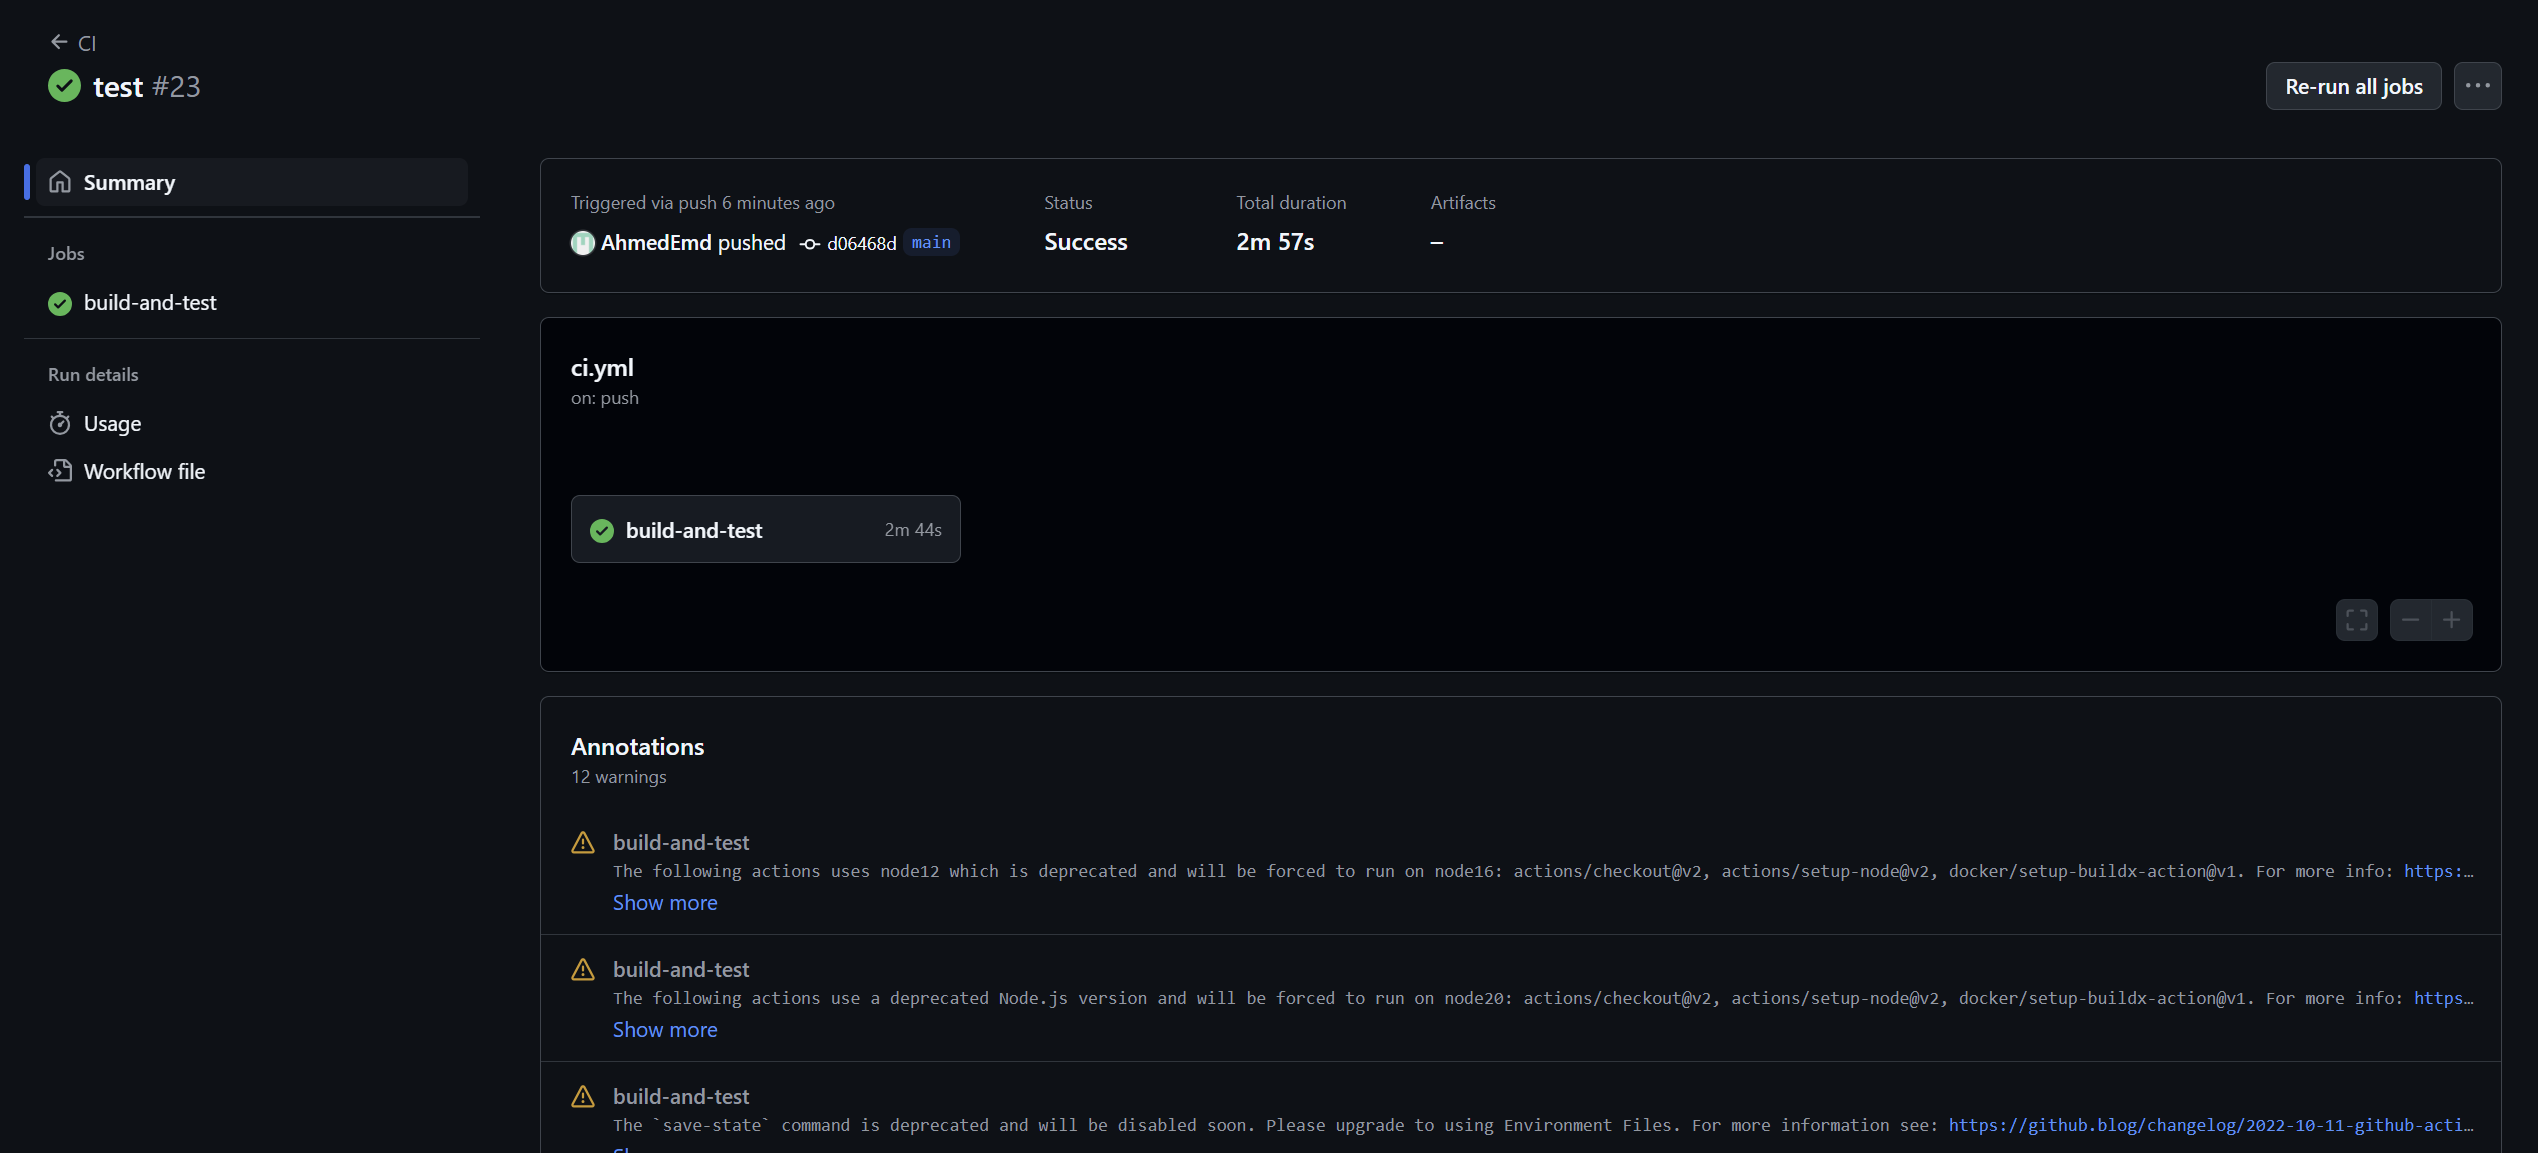 CI
test #23
Re-run all jobs
Summary
Jobs
build-and-test
Run details
Usage
Workflow file
Triggered via push 6 minutes ago
AhmedEmd pushed d06468d main
Status
Success
Total duration
2m 57s
Artifacts
–
ci.yml
on: push
build-and-test 2m 44s
Annotations
12 warnings
build-and-test
The following actions uses node12 which is deprecated and will be forced to run on node16: actions/checkout@v2, actions/setup-node@v2, docker/setup-buildx-action@v1. For more info: https:…
Show more
build-and-test
The following actions use a deprecated Node.js version and will be forced to run on node20: actions/checkout@v2, actions/setup-node@v2, docker/setup-buildx-action@v1. For more info: https…
Show more
build-and-test
The `save-state` command is deprecated and will be disabled soon. Please upgrade to using Environment Files. For more information see: https://github.blog/changelog/2022-10-11-github-acti…